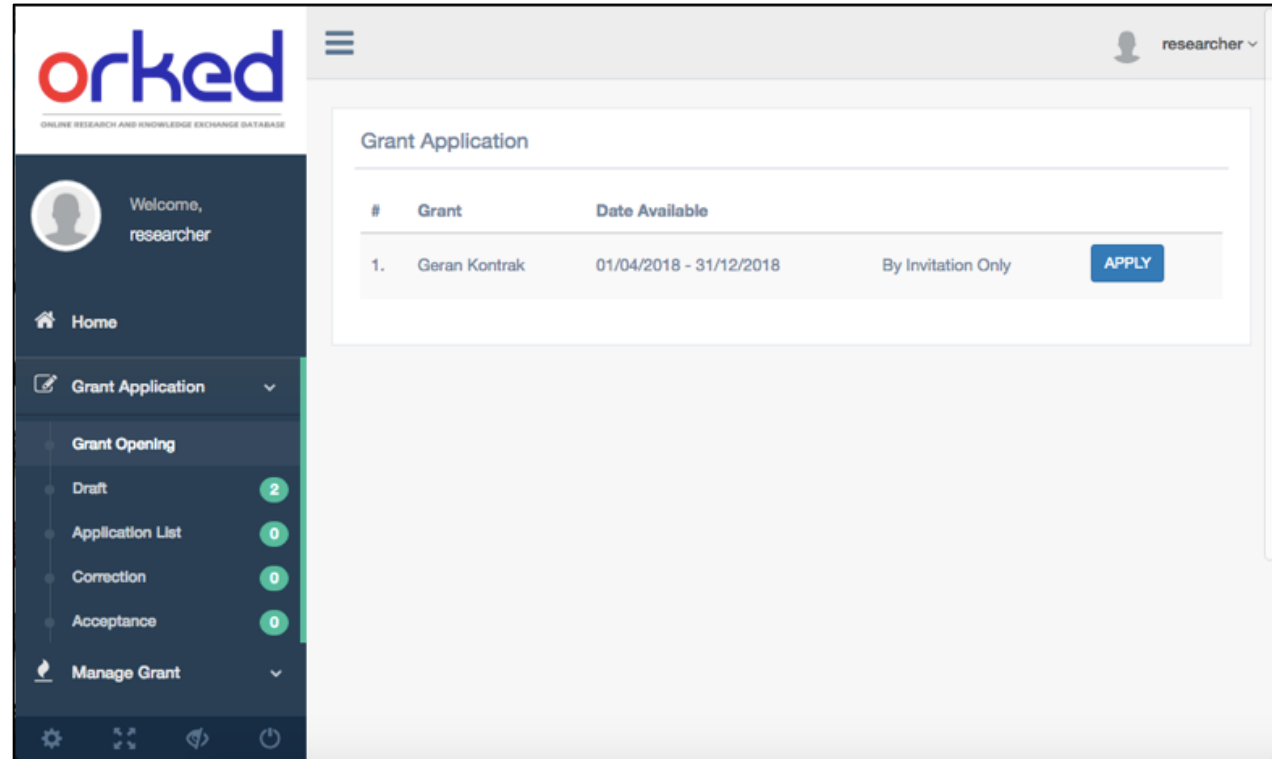 orked
ONLINE RESEARCH AND KNOWLEDGE EXCHANGE DATABASE
researcher
Welcome,
researcher
Home
Grant Application
Grant Opening
Draft 2
Application List 0
Correction 0
Acceptance 0
Manage Grant
Grant Application
# Grant Date Available
1. Geran Kontrak 01/04/2018 - 31/12/2018 By Invitation Only APPLY